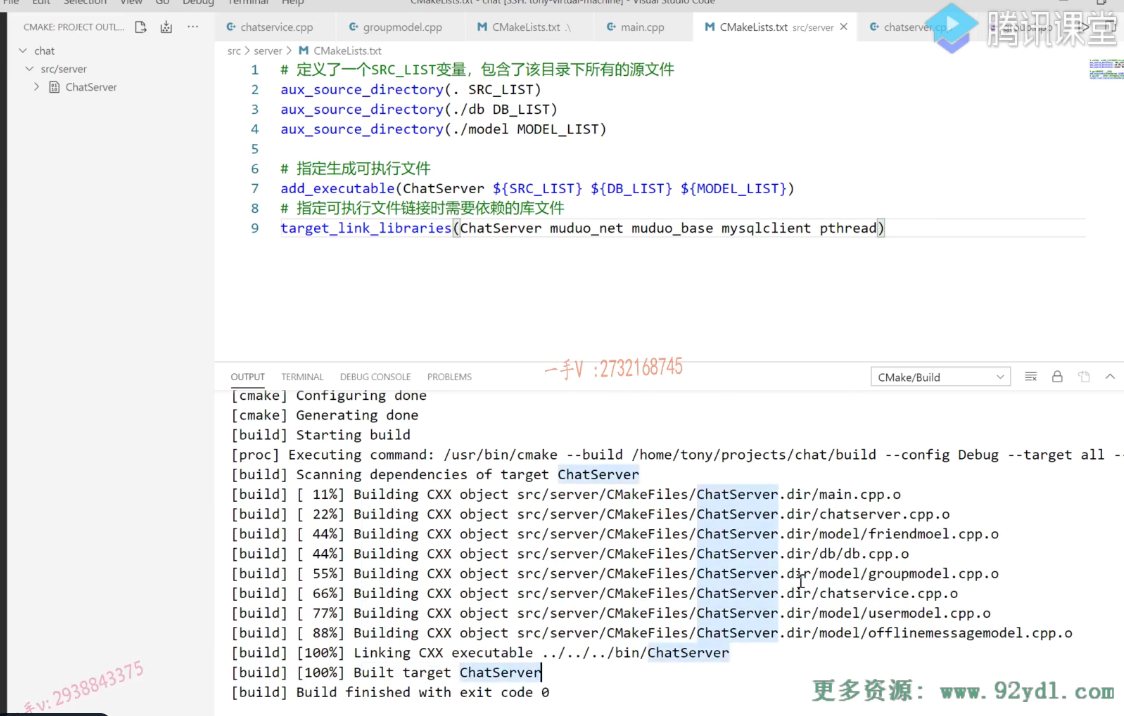 File Edit Selection View Go Debug Terminal Help CMakeLists.txt - chat [SSH: tony-virtual-machine] - Visual Studio Code
CMAKE: PROJECT OUTL... ···
chatservice.cpp groupmodel.cpp CMakeLists.txt .\ main.cpp CMakeLists.txt src/server × chatserver.cpp
腾讯课堂
chat
src/server
ChatServer
src > server > CMakeLists.txt
1 # 定义了一个SRC_LIST变量，包含了该目录下所有的源文件
2 aux_source_directory(. SRC_LIST)
3 aux_source_directory(./db DB_LIST)
4 aux_source_directory(./model MODEL_LIST)
5
6 # 指定生成可执行文件
7 add_executable(ChatServer ${SRC_LIST} ${DB_LIST} ${MODEL_LIST})
8 # 指定可执行文件链接时需要依赖的库文件
9 target_link_libraries(ChatServer muduo_net muduo_base mysqlclient pthread)
一手V :2732168745
OUTPUT TERMINAL DEBUG CONSOLE PROBLEMS CMake/Build
[cmake] Configuring done
[cmake] Generating done
[build] Starting build
[proc] Executing command: /usr/bin/cmake --build /home/tony/projects/chat/build --config Debug --target all --
[build] Scanning dependencies of target ChatServer
[build] [ 11%] Building CXX object src/server/CMakeFiles/ChatServer.dir/main.cpp.o
[build] [ 22%] Building CXX object src/server/CMakeFiles/ChatServer.dir/chatserver.cpp.o
[build] [ 44%] Building CXX object src/server/CMakeFiles/ChatServer.dir/model/friendmoel.cpp.o
[build] [ 44%] Building CXX object src/server/CMakeFiles/ChatServer.dir/db/db.cpp.o
[build] [ 55%] Building CXX object src/server/CMakeFiles/ChatServer.dir/model/groupmodel.cpp.o
[build] [ 66%] Building CXX object src/server/CMakeFiles/ChatServer.dir/chatservice.cpp.o
[build] [ 77%] Building CXX object src/server/CMakeFiles/ChatServer.dir/model/usermodel.cpp.o
[build] [ 88%] Building CXX object src/server/CMakeFiles/ChatServer.dir/model/offlinemessagemodel.cpp.o
[build] [100%] Linking CXX executable ../../../bin/ChatServer
[build] [100%] Built target ChatServer
[build] Build finished with exit code 0
手v: 2938843375
更多资源：www.92ydl.com